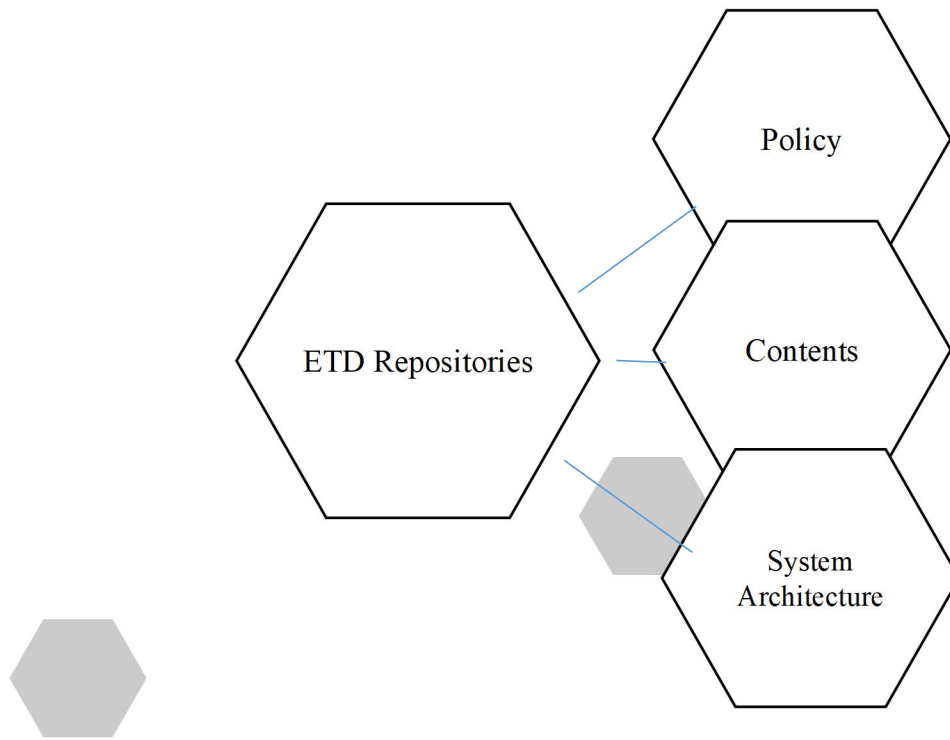 Policy
ETD Repositories
Contents
System
Architecture